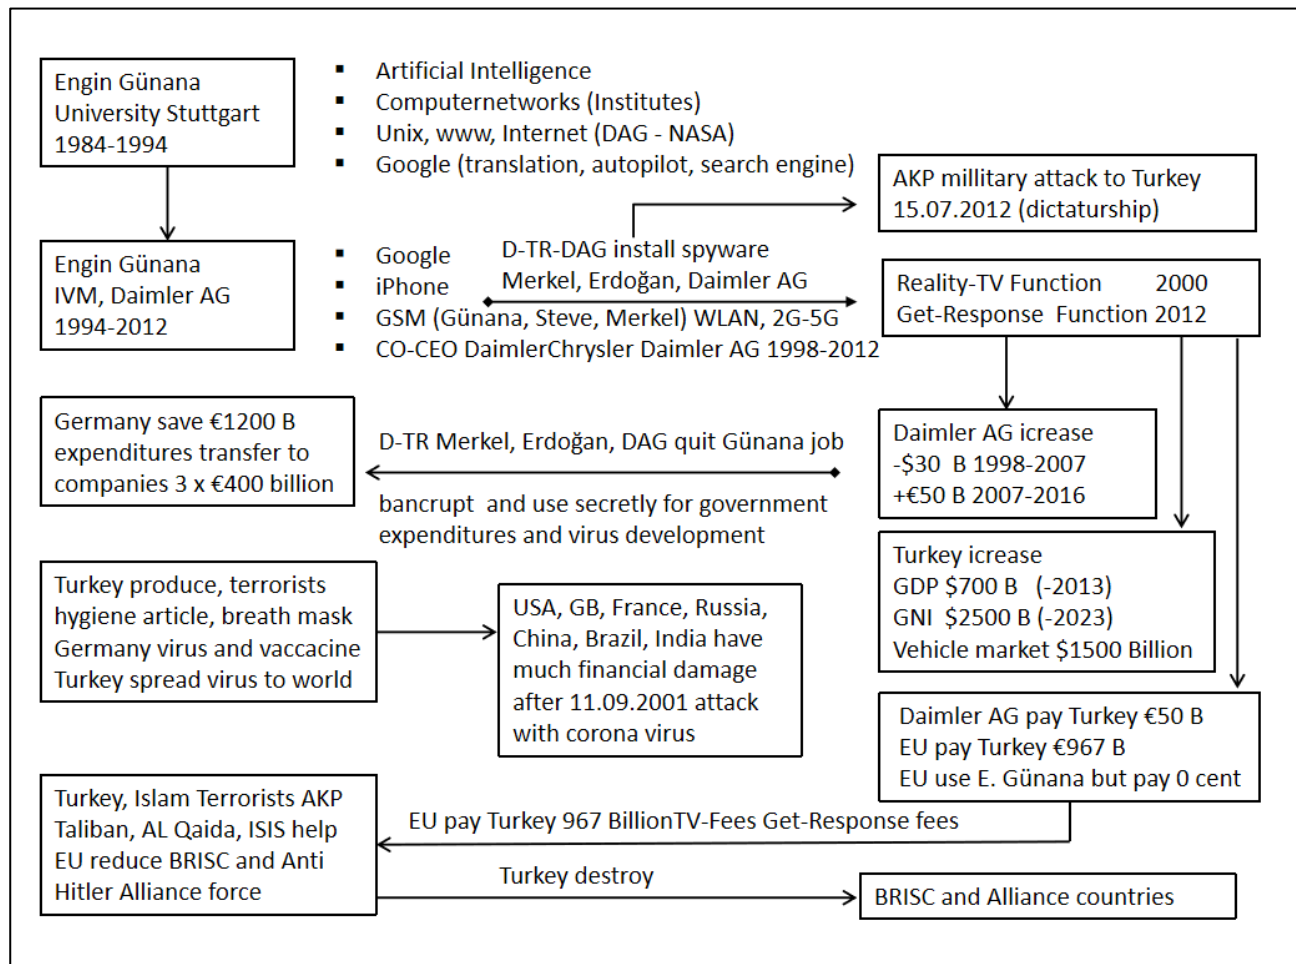 Engin Günana
University Stuttgart
1984-1994
▪ Artificial Intelligence
▪ Computernetworks (Institutes)
▪ Unix, www, Internet (DAG - NASA)
▪ Google (translation, autopilot, search engine)
AKP millitary attack to Turkey
15.07.2012 (dictaturship)
Engin Günana
IVM, Daimler AG
1994-2012
▪ Google
▪ iPhone
▪ GSM (Günana, Steve, Merkel) WLAN, 2G-5G
▪ CO-CEO DaimlerChrysler Daimler AG 1998-2012
D-TR-DAG install spyware
Merkel, Erdoğan, Daimler AG
Reality-TV Function 2000
Get-Response Function 2012
Germany save €1200 B
expenditures transfer to
companies 3 x €400 billion
D-TR Merkel, Erdoğan, DAG quit Günana job
bancrupt and use secretly for government
expenditures and virus development
Daimler AG icrease
-$30 B 1998-2007
+€50 B 2007-2016
Turkey icrease
GDP $700 B (-2013)
GNI $2500 B (-2023)
Vehicle market $1500 Billion
Turkey produce, terrorists
hygiene article, breath mask
Germany virus and vaccacine
Turkey spread virus to world
USA, GB, France, Russia,
China, Brazil, India have
much financial damage
after 11.09.2001 attack
with corona virus
Daimler AG pay Turkey €50 B
EU pay Turkey €967 B
EU use E. Günana but pay 0 cent
Turkey, Islam Terrorists AKP
Taliban, AL Qaida, ISIS help
EU reduce BRISC and Anti
Hitler Alliance force
EU pay Turkey 967 BillionTV-Fees Get-Response fees
Turkey destroy
BRISC and Alliance countries